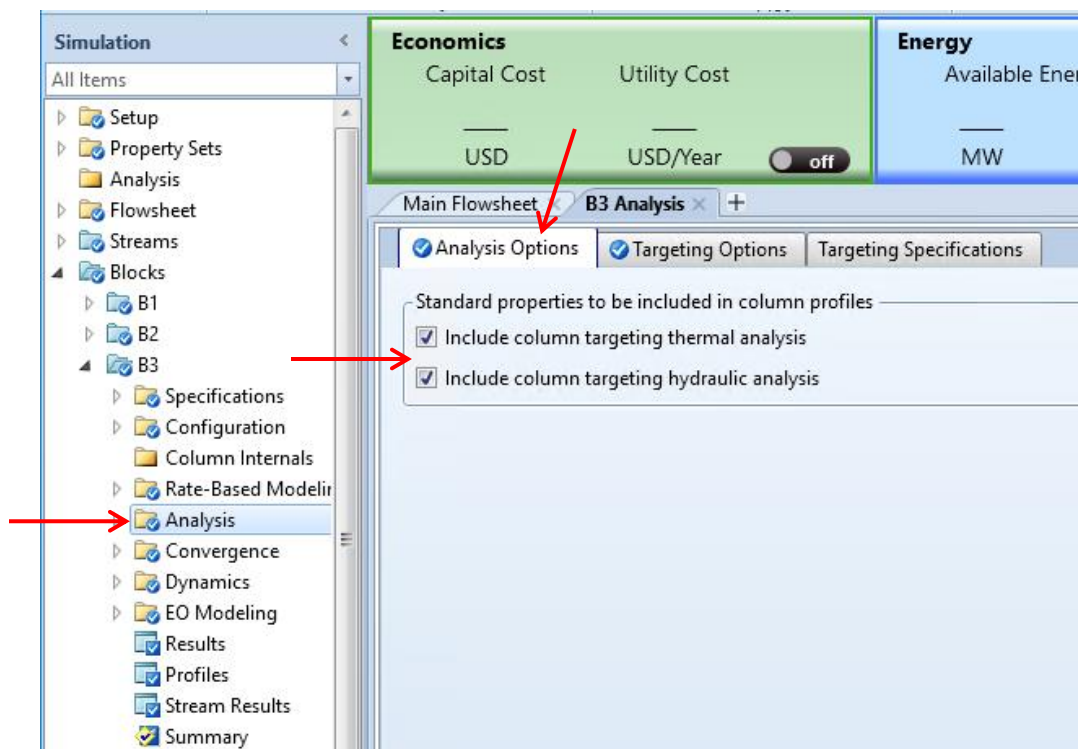 Simulation
All Items
Setup
Property Sets
Analysis
Flowsheet
Streams
Blocks
B1
B2
B3
Specifications
Configuration
Column Internals
Rate-Based
Analysis
Convergence
Dynamics
EO Modeling
Results
Profiles
Stream Results
Summary
Economics
Capital Cost Utility Cost
USD USD/Year off
Energy
Available
MW
Main Flowsheet B3 Analysis
Analysis Options Targeting Options Targeting Specifications
Standard properties to be included in column profiles
Include column targeting thermal analysis
Include column targeting hydraulic analysis